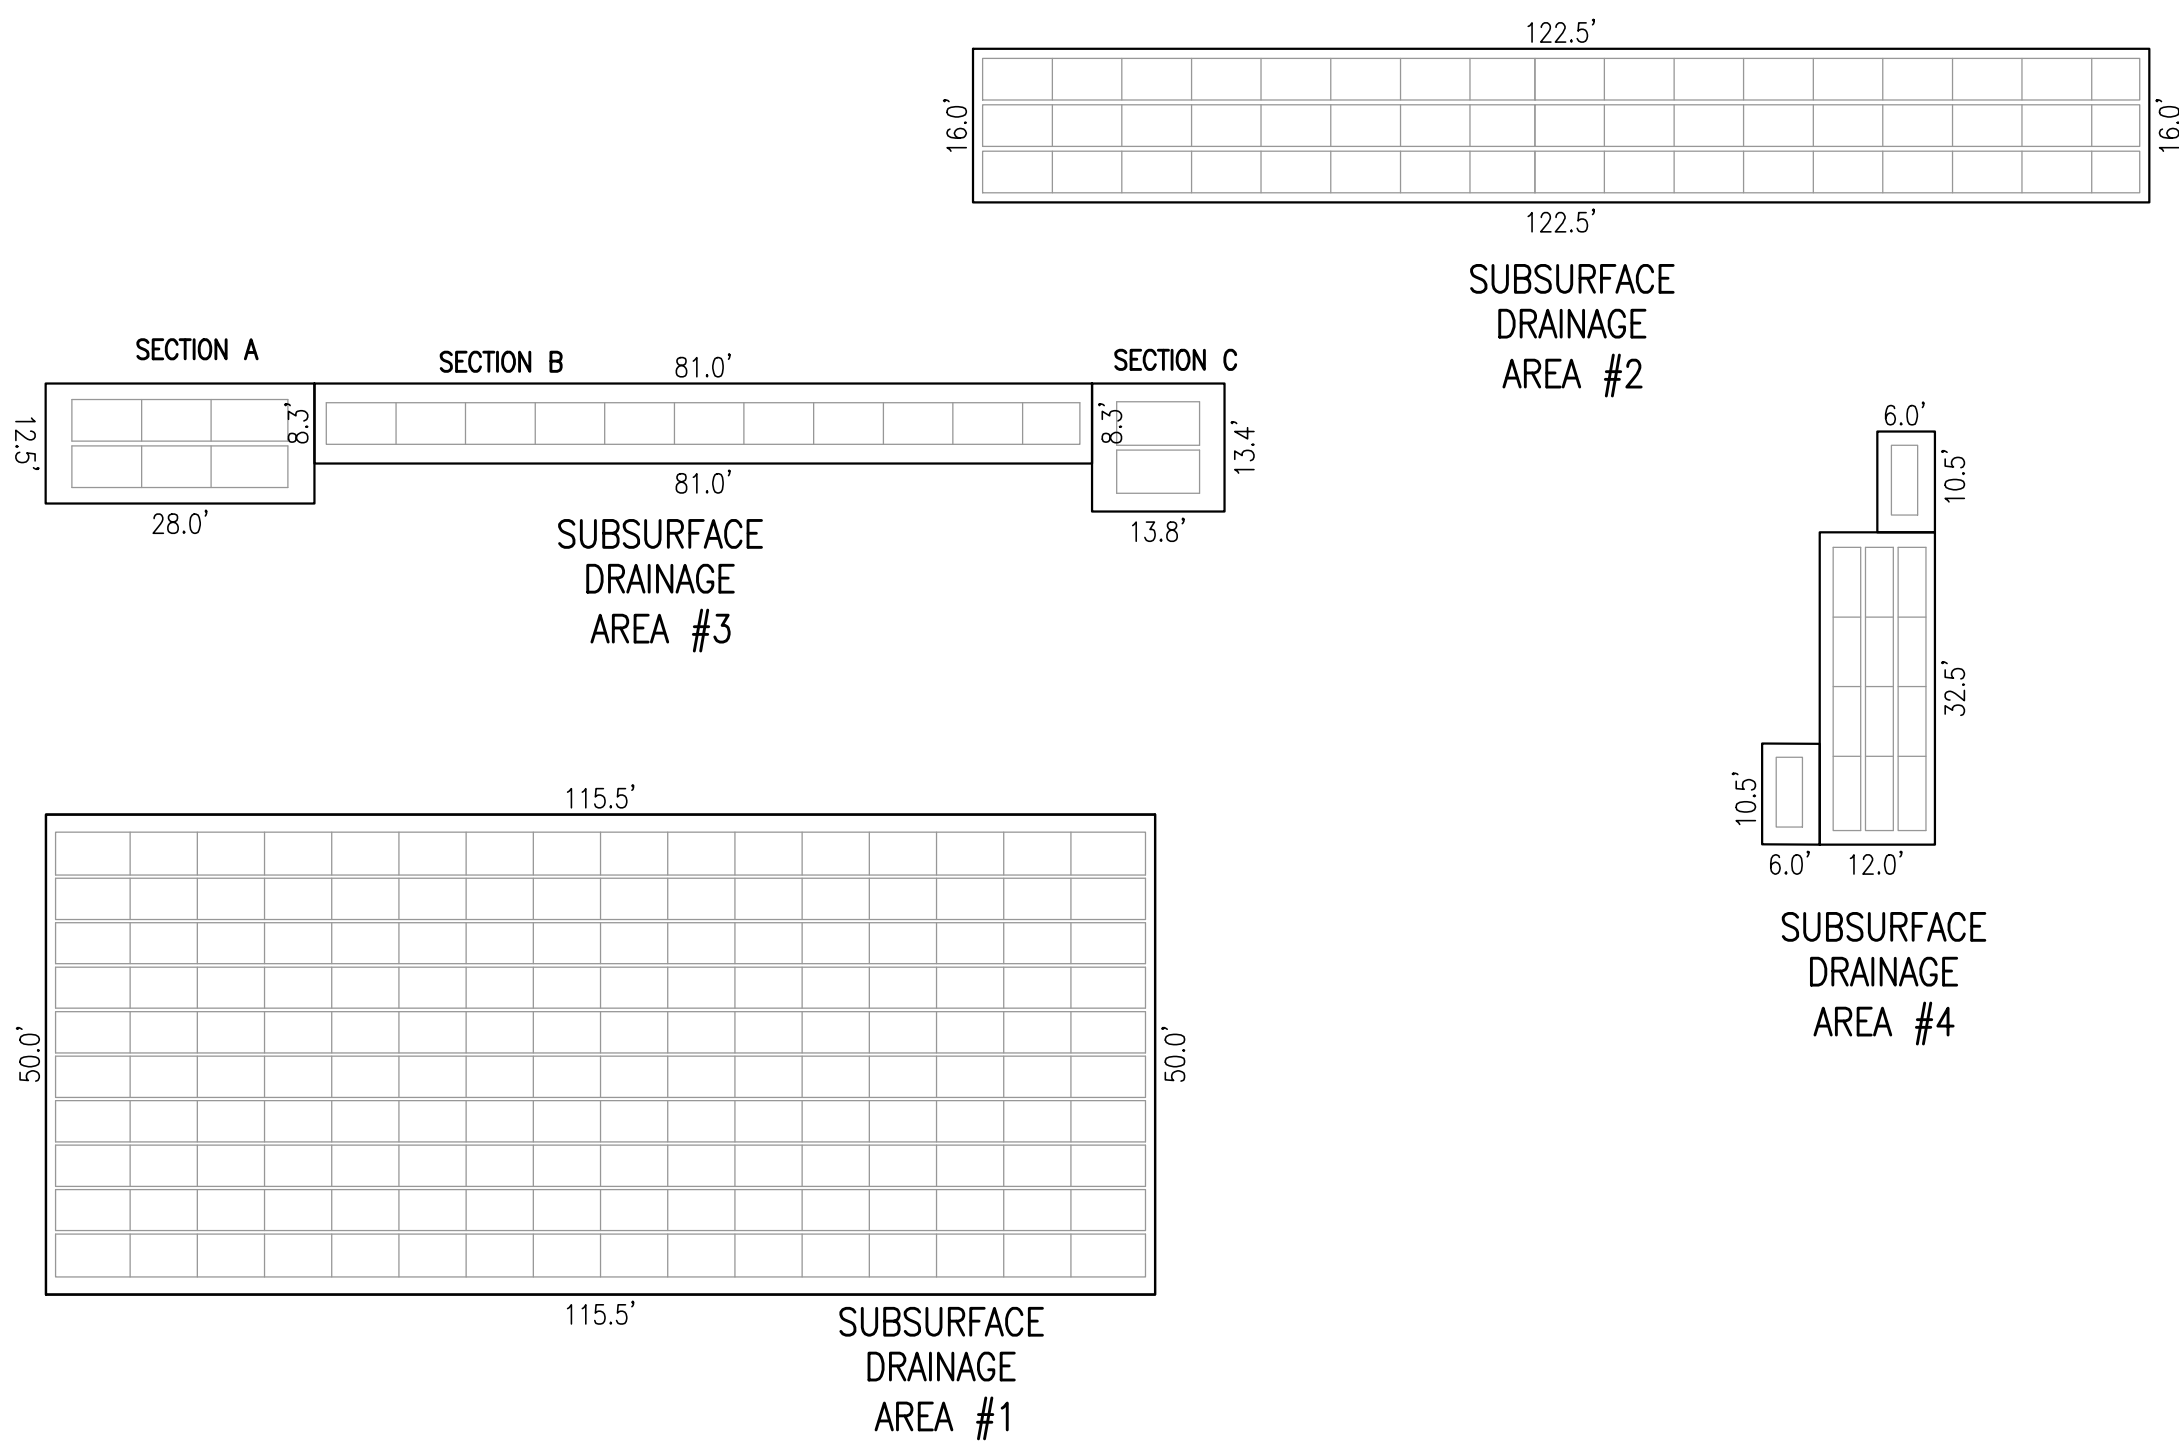 122.5'
16.0'
16.0'
122.5'
SUBSURFACE
DRAINAGE
AREA #2
SECTION A
SECTION B
81.0'
SECTION C
12.5'
8.3'
8.3'
13.4'
28.0'
81.0'
13.8'
SUBSURFACE
DRAINAGE
AREA #3
6.0'
10.5'
32.5'
10.5'
6.0'
12.0'
SUBSURFACE
DRAINAGE
AREA #4
115.5'
50.0'
50.0'
115.5'
SUBSURFACE
DRAINAGE
AREA #1